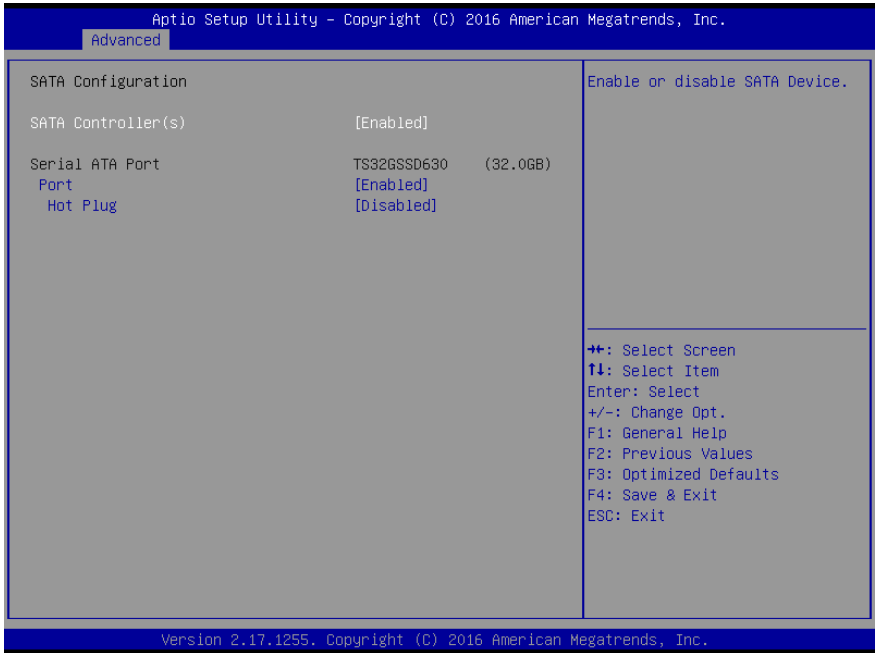 Aptio Setup Utility – Copyright (C) 2016 American Megatrends, Inc.
Advanced
SATA Configuration
SATA Controller(s) [Enabled]
Serial ATA Port TS32GSSD630 (32.0GB)
Port [Enabled]
Hot Plug [Disabled]
Enable or disable SATA Device.
→←: Select Screen
↑↓: Select Item
Enter: Select
+/-: Change Opt.
F1: General Help
F2: Previous Values
F3: Optimized Defaults
F4: Save & Exit
ESC: Exit
Version 2.17.1255. Copyright (C) 2016 American Megatrends, Inc.